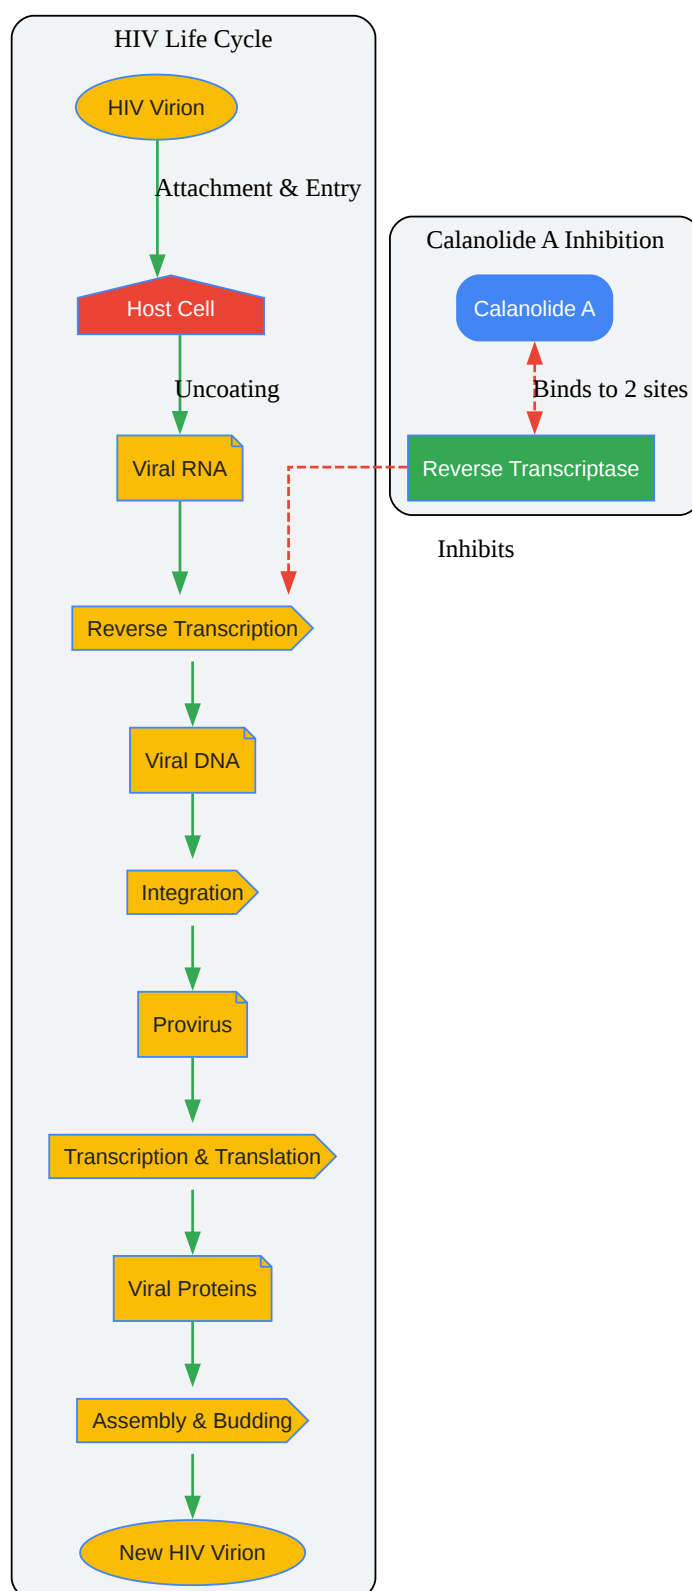 HIV Life Cycle
HIV Virion
Attachment & Entry
Host Cell
Uncoating
Viral RNA
Reverse Transcription
Viral DNA
Integration
Provirus
Transcription & Translation
Viral Proteins
Assembly & Budding
New HIV Virion
Calanolide A Inhibition
Calanolide A
Binds to 2 sites
Reverse Transcriptase
Inhibits